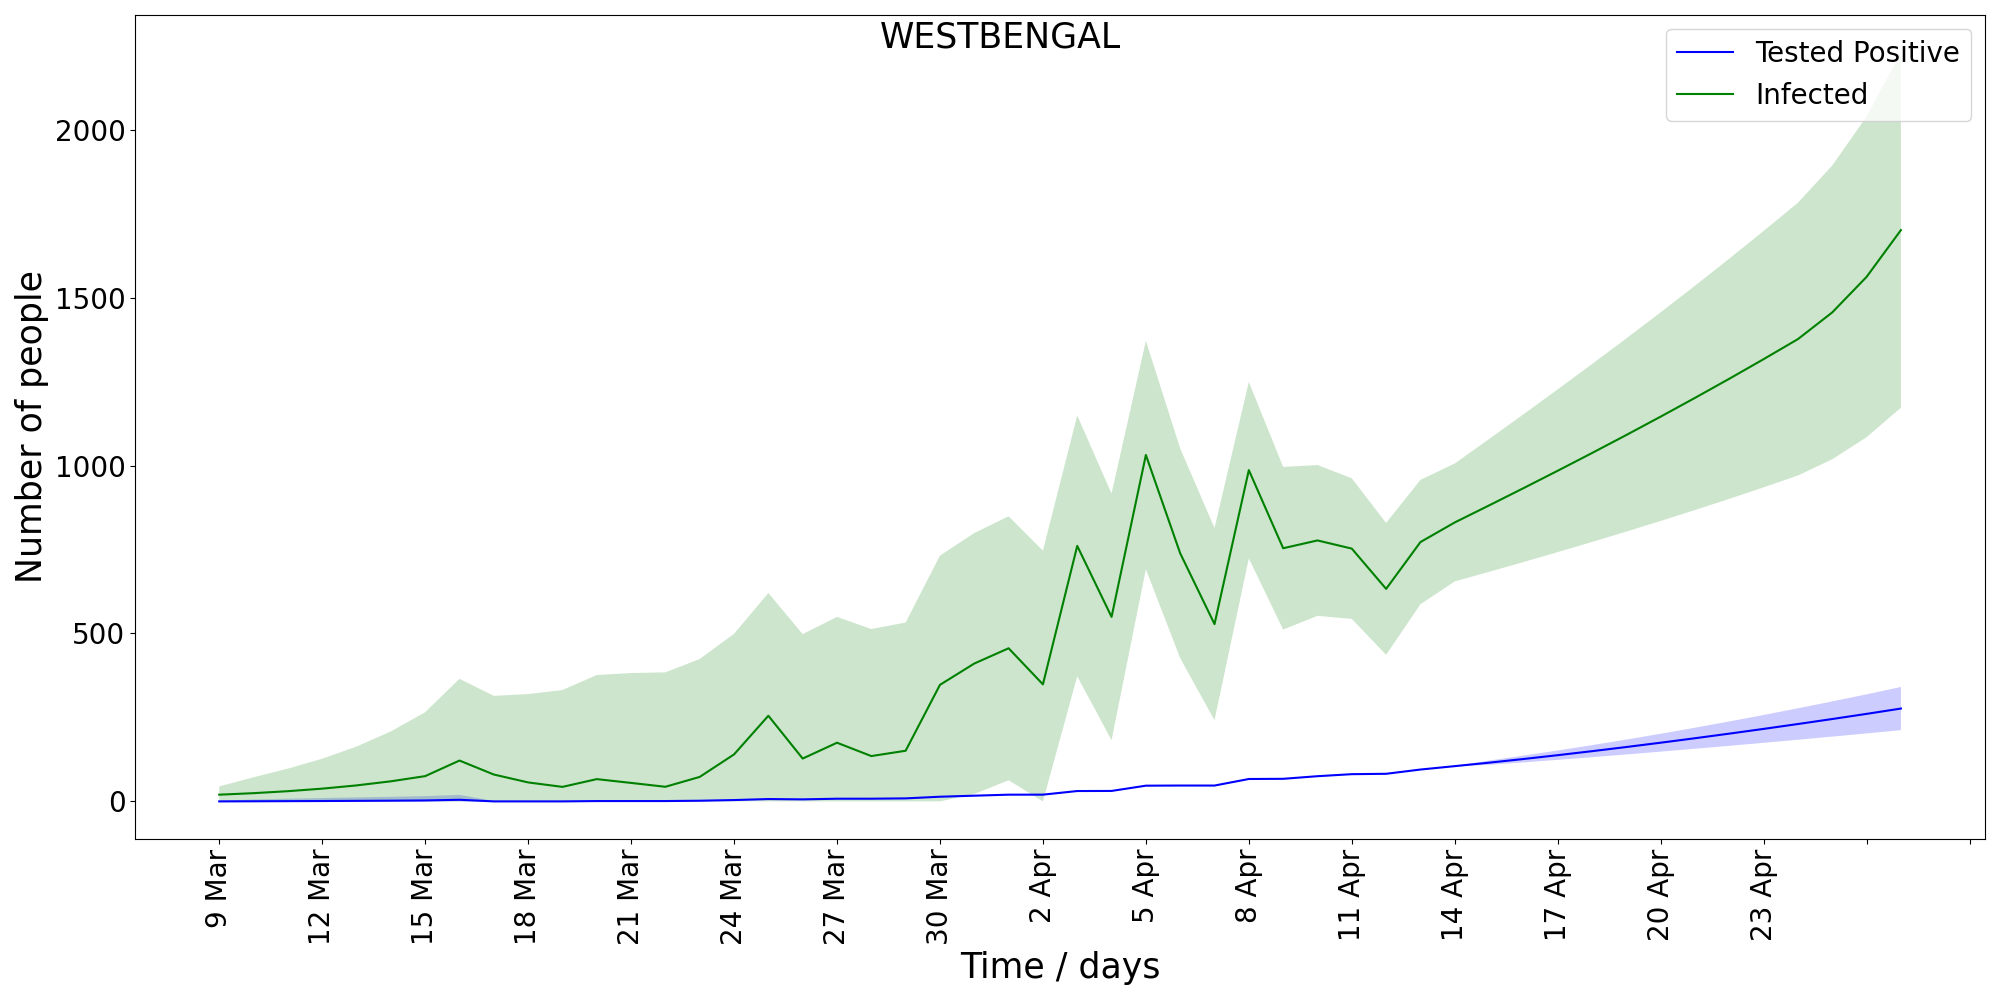 WESTBENGAL
Tested Positive
Infected
Number of people
2000
1500
1000
500
0
9 Mar
12 Mar
15 Mar
18 Mar
21 Mar
24 Mar
27 Mar
30 Mar
2 Apr
5 Apr
8 Apr
11 Apr
14 Apr
17 Apr
20 Apr
23 Apr
Time / days